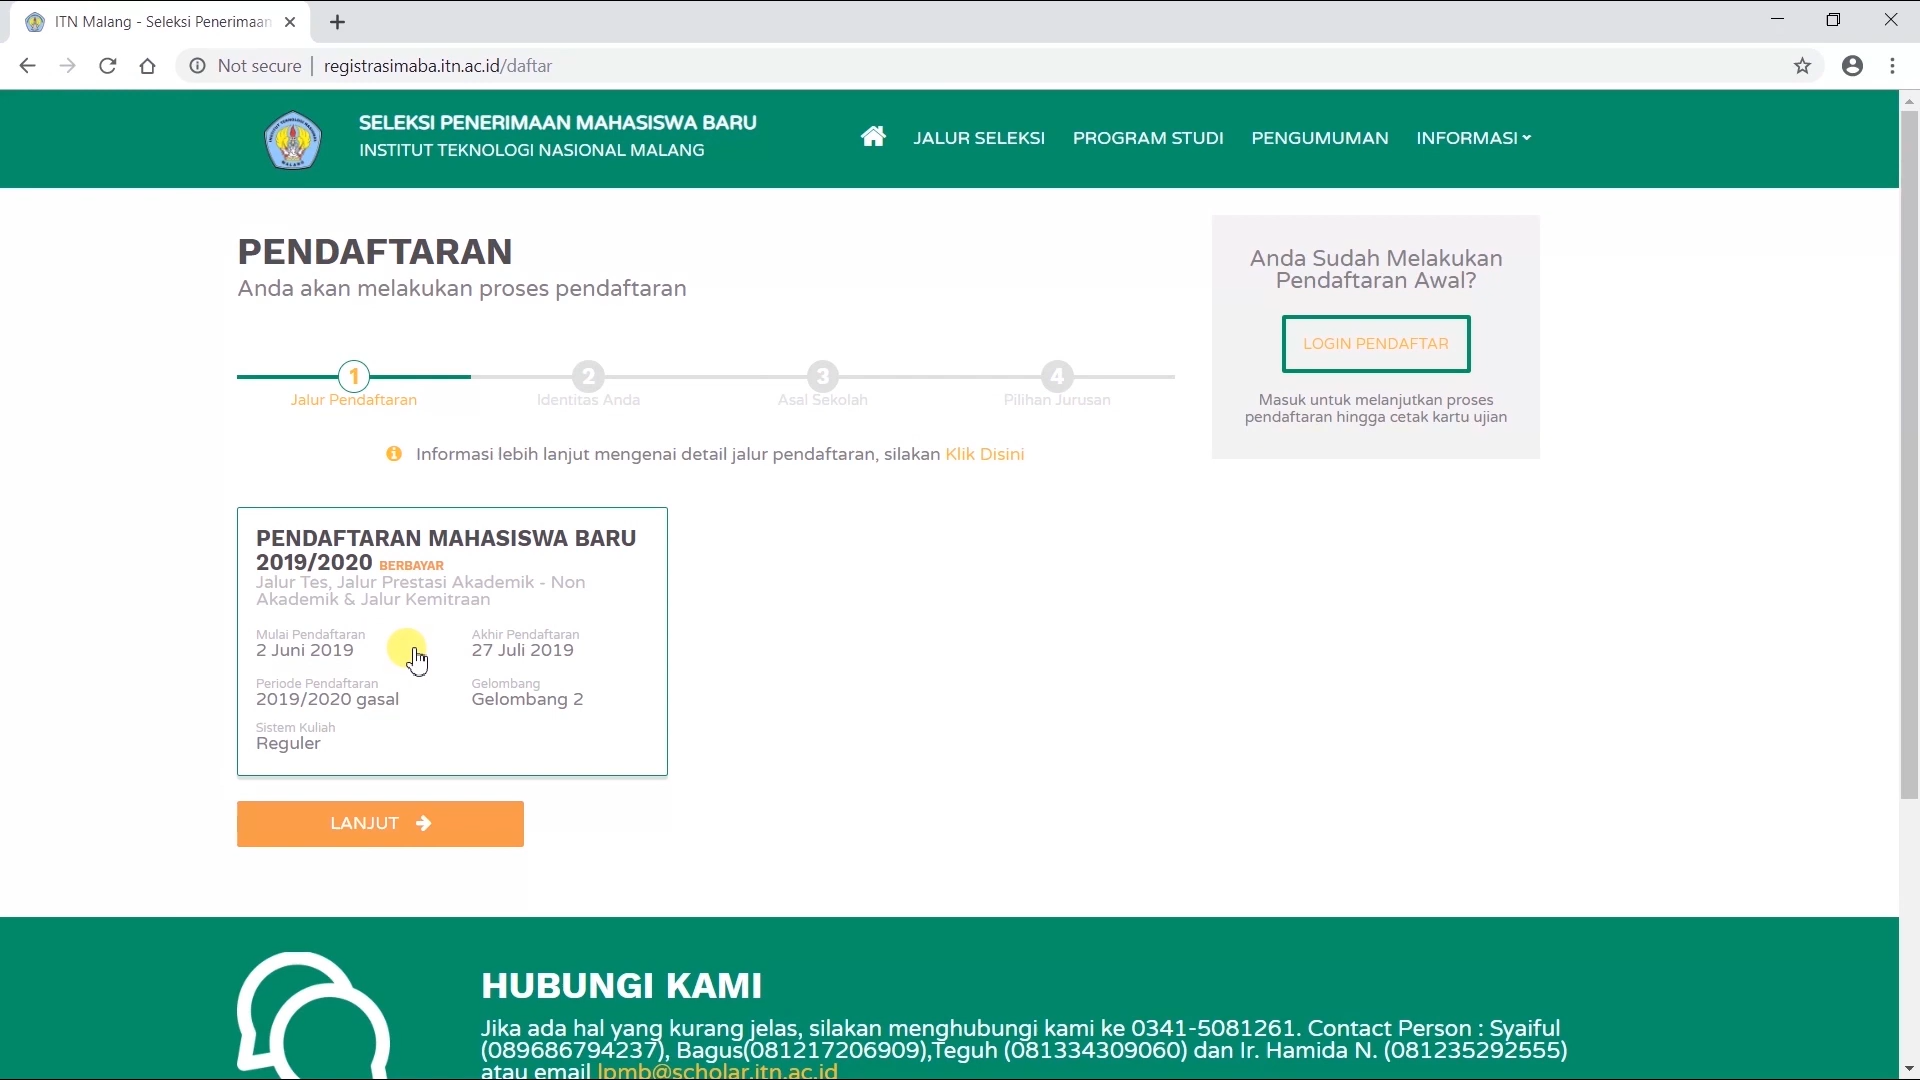 ITN Malang - Seleksi Penerimaan
Not secure | registrasimaba.itn.ac.id/daftar
SELEKSI PENERIMAAN MAHASISWA BARU
INSTITUT TEKNOLOGI NASIONAL MALANG
JALUR SELEKSI
PROGRAM STUDI
PENGUMUMAN
INFORMASI
PENDAFTARAN
Anda akan melakukan proses pendaftaran
1
Jalur Pendaftaran
2
Identitas Anda
3
Asal Sekolah
4
Pilihan Jurusan
Informasi lebih lanjut mengenai detail jalur pendaftaran, silakan Klik Disini
Anda Sudah Melakukan
Pendaftaran Awal?
LOGIN PENDAFTAR
Masuk untuk melanjutkan proses
pendaftaran hingga cetak kartu ujian
PENDAFTARAN MAHASISWA BARU
2019/2020 BERBAYAR
Jalur Tes, Jalur Prestasi Akademik - Non
Akademik & Jalur Kemitraan
Mulai Pendaftaran
2 Juni 2019
Akhir Pendaftaran
27 Juli 2019
Periode Pendaftaran
2019/2020 gasal
Gelombang
Gelombang 2
Sistem Kuliah
Reguler
LANJUT
HUBUNGI KAMI
Jika ada hal yang kurang jelas, silakan menghubungi kami ke 0341-5081261. Contact Person : Syaiful
(089686794237), Bagus(081217206909),Teguh (081334309060) dan Ir. Hamida N. (081235292555)
atau email lpmb@scholar.itn.ac.id